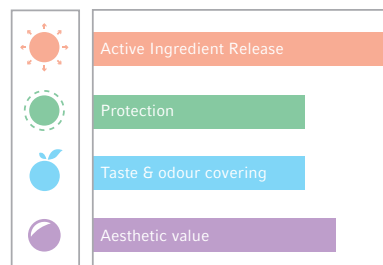 Active Ingredient Release
Protection
Taste & odour covering
Aesthetic value